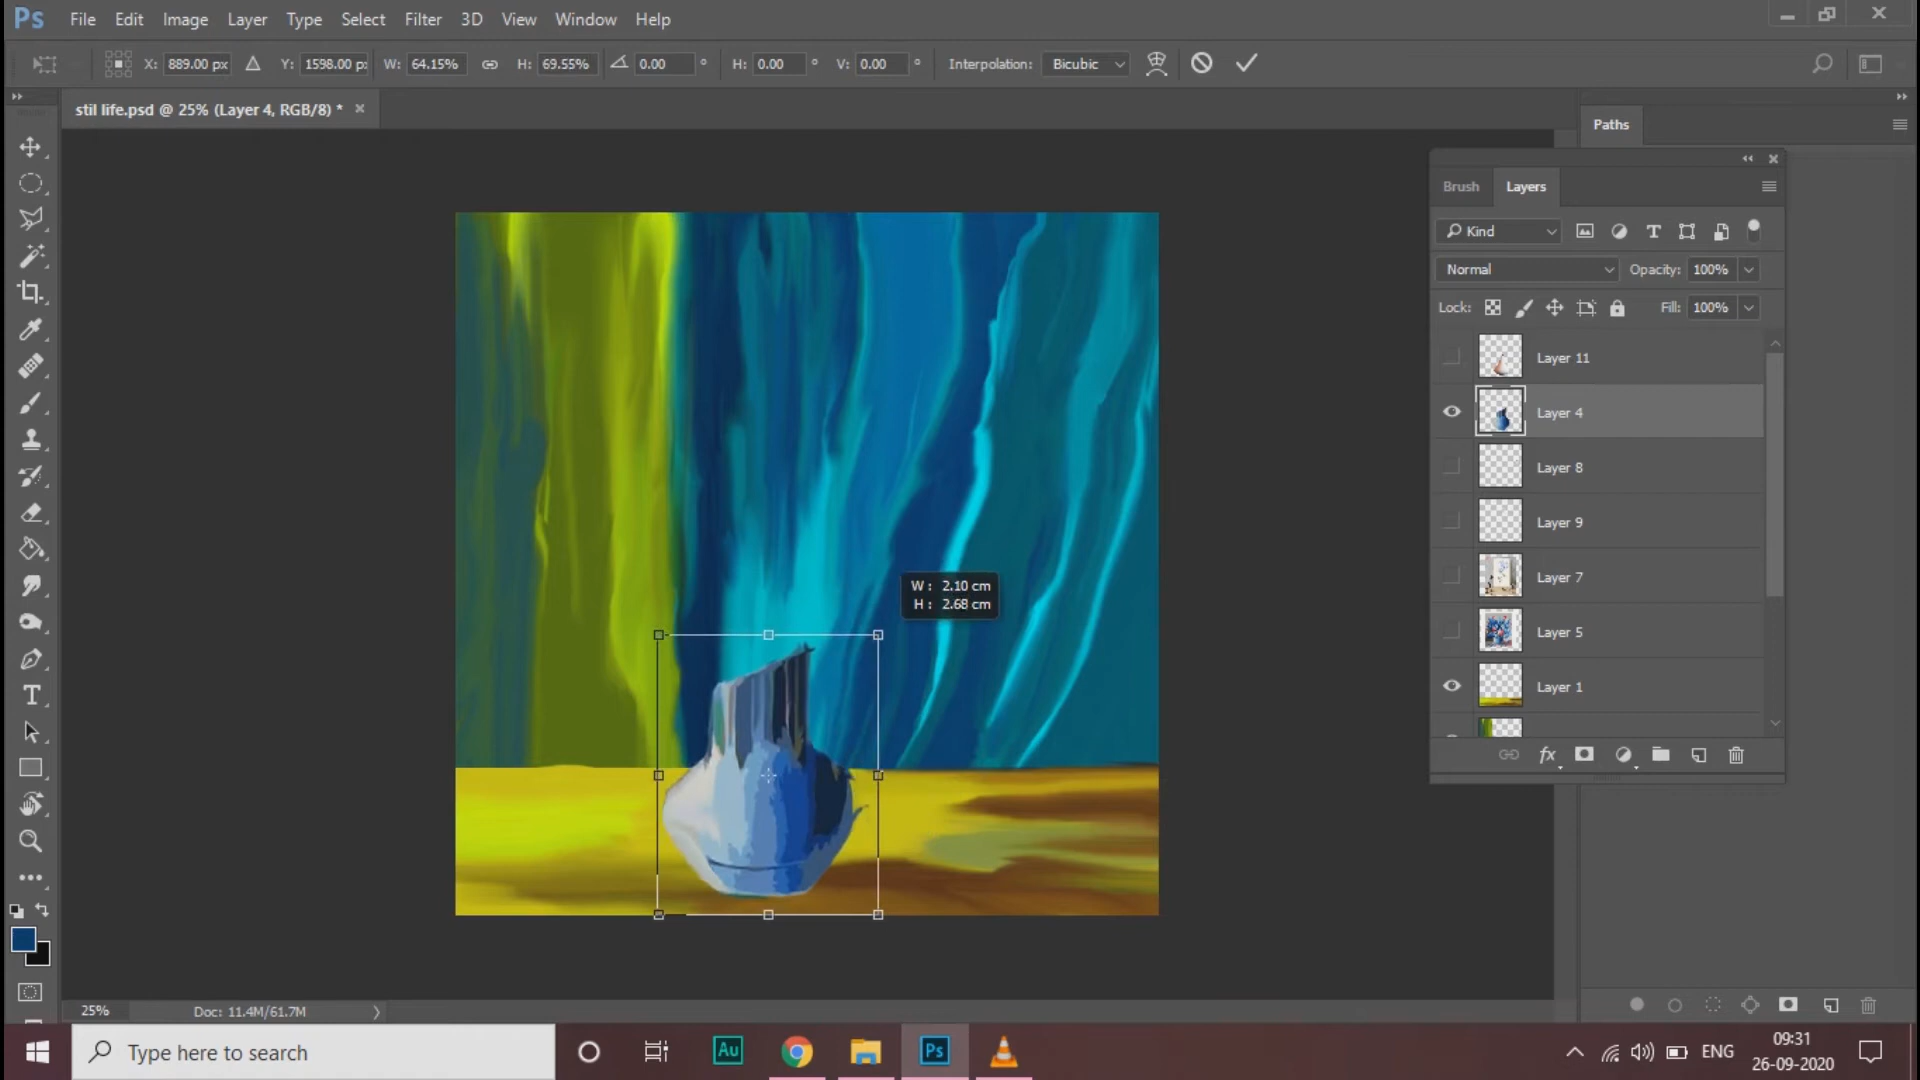 Ps File Edit Image Layer Type Select Filter 3D View Window Help
X: 889.00 px Y: 1598.00 px W: 64.15% H: 69.55% 0.00 ° H: 0.00 ° V: 0.00 ° Interpolation: Bicubic
stil life.psd @ 25% (Layer 4, RGB/8) *
Paths
Brush Layers
Kind
Normal Opacity: 100%
Lock: Fill: 100%
Layer 11
Layer 4
Layer 8
Layer 9
Layer 7
Layer 5
Layer 1
fx
W : 2.10 cm
H : 2.68 cm
25% Doc: 11.4M/61.7M
Type here to search
Au
Ps
ENG
09:31
26-09-2020